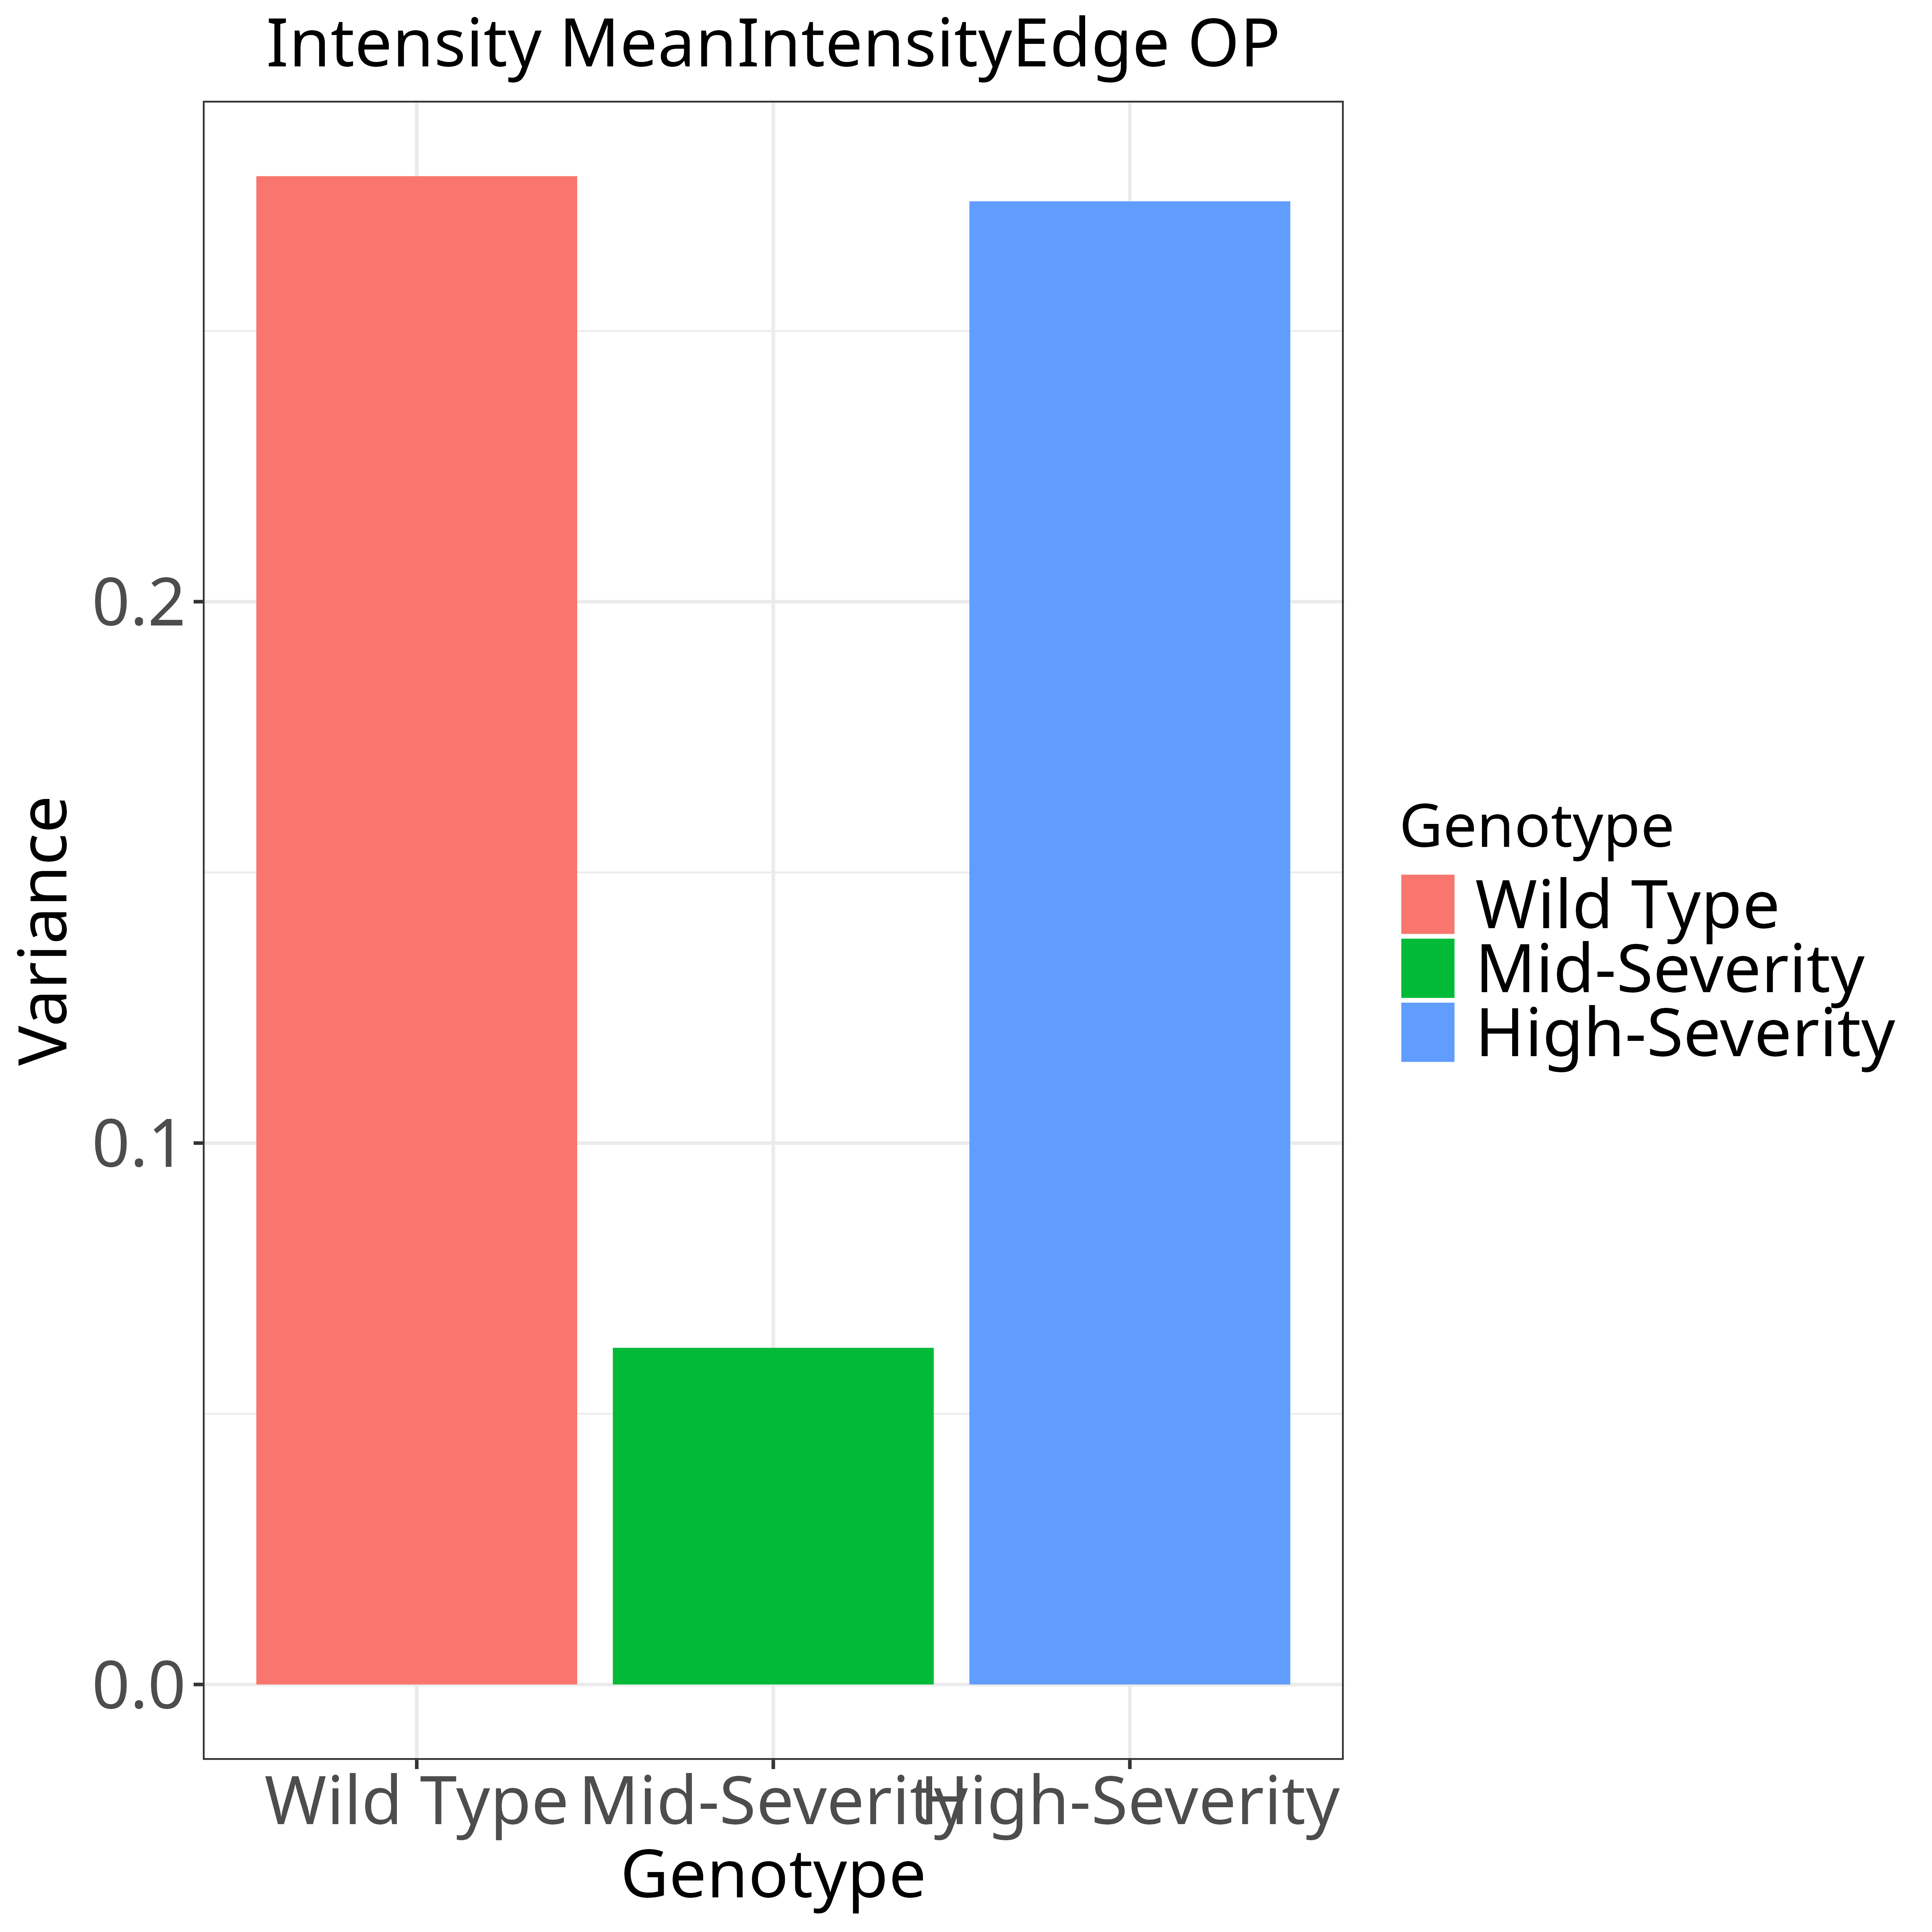 Intensity MeanIntensityEdge OP
Variance
0.2
0.1
0.0
Wild Type Mid-Severity High-Severity
Genotype
Genotype
Wild Type
Mid-Severity
High-Severity